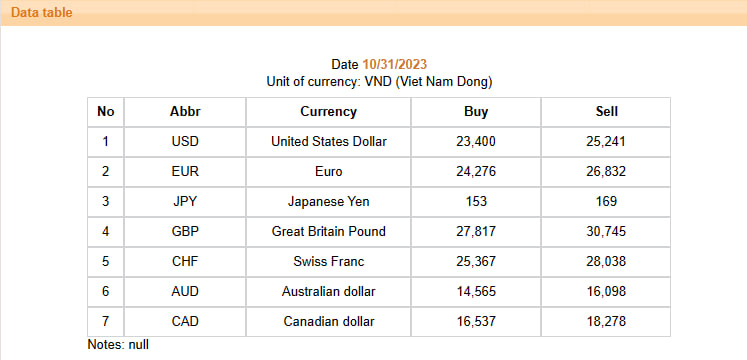 Data table
Date 10/31/2023
Unit of currency: VND (Viet Nam Dong)
No Abbr Currency Buy Sell
1 USD United States Dollar 23,400 25,241
2 EUR Euro 24,276 26,832
3 JPY Japanese Yen 153 169
4 GBP Great Britain Pound 27,817 30,745
5 CHF Swiss Franc 25,367 28,038
6 AUD Australian dollar 14,565 16,098
7 CAD Canadian dollar 16,537 18,278
Notes: null